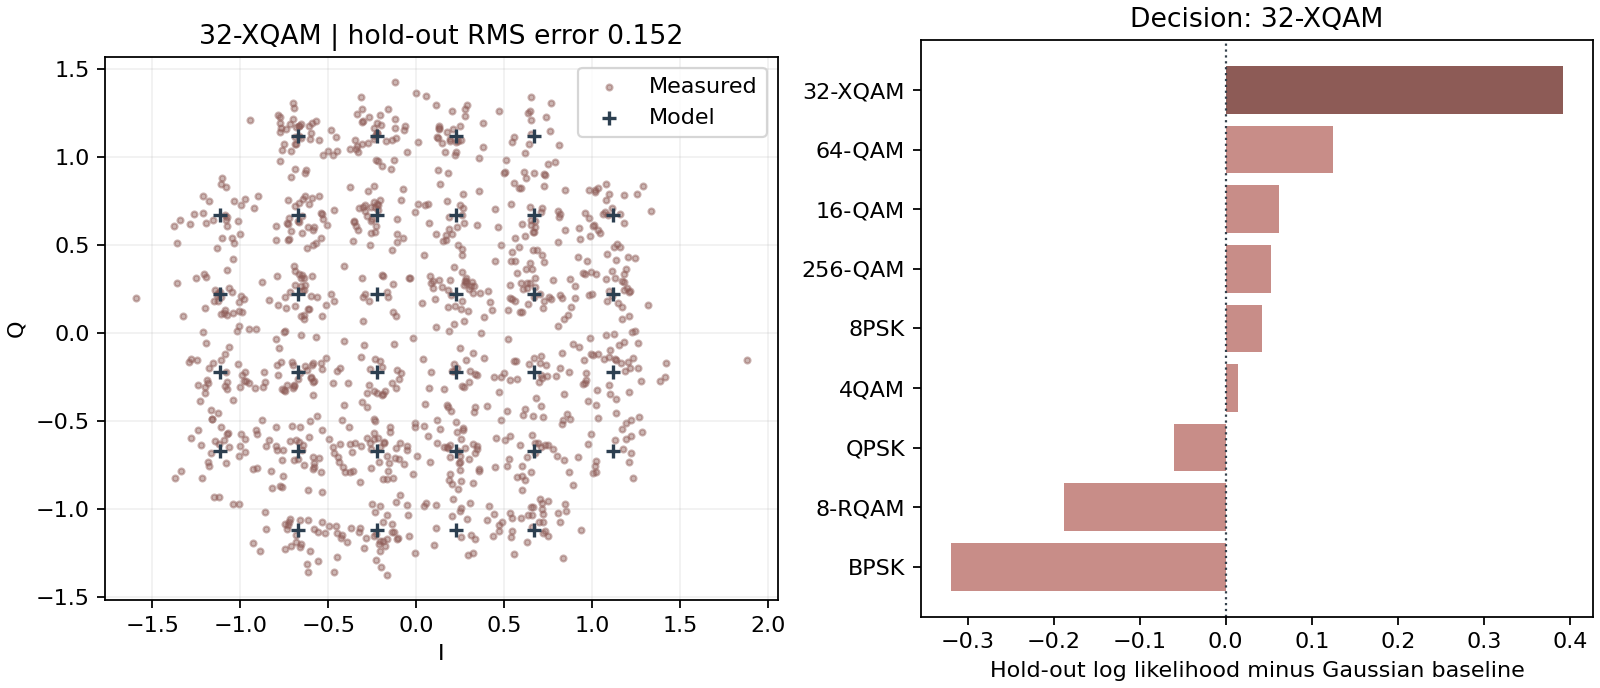 32-XQAM | hold-out RMS error 0.152
Measured
Model
1.5
1.0
0.5
0.0
−0.5
−1.0
−1.5
Q
−1.5 −1.0 −0.5 0.0 0.5 1.0 1.5 2.0
I
Decision: 32-XQAM
32-XQAM
64-QAM
16-QAM
256-QAM
8PSK
4QAM
QPSK
8-RQAM
BPSK
−0.3 −0.2 −0.1 0.0 0.1 0.2 0.3 0.4
Hold-out log likelihood minus Gaussian baseline